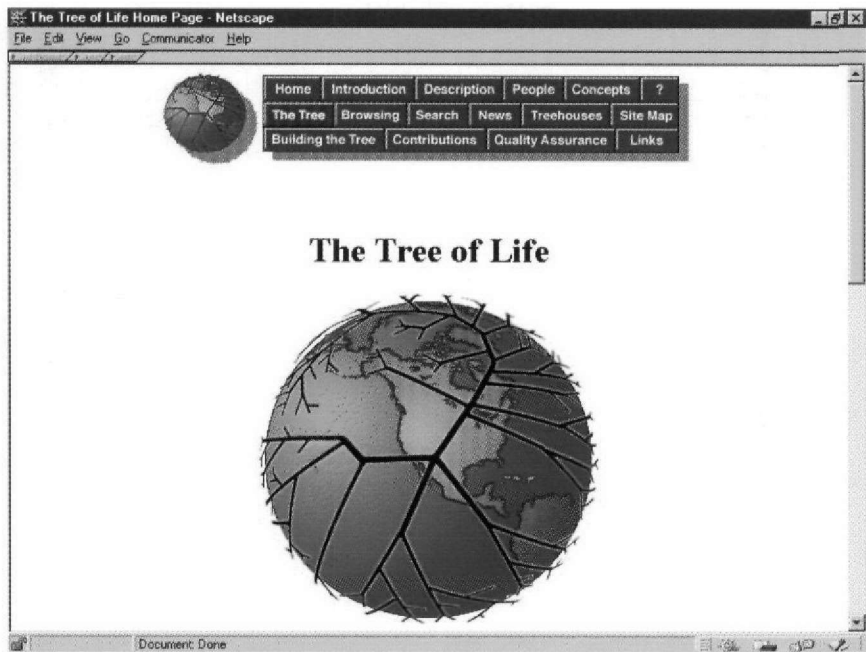 The Tree of Life Home Page - Netscape
File Edit View Go Communicator Help
Home Introduction Description People Concepts ?
The Tree Browsing Search News Treehouses Site Map
Building the Tree Contributions Quality Assurance Links
The Tree of Life
Document: Done